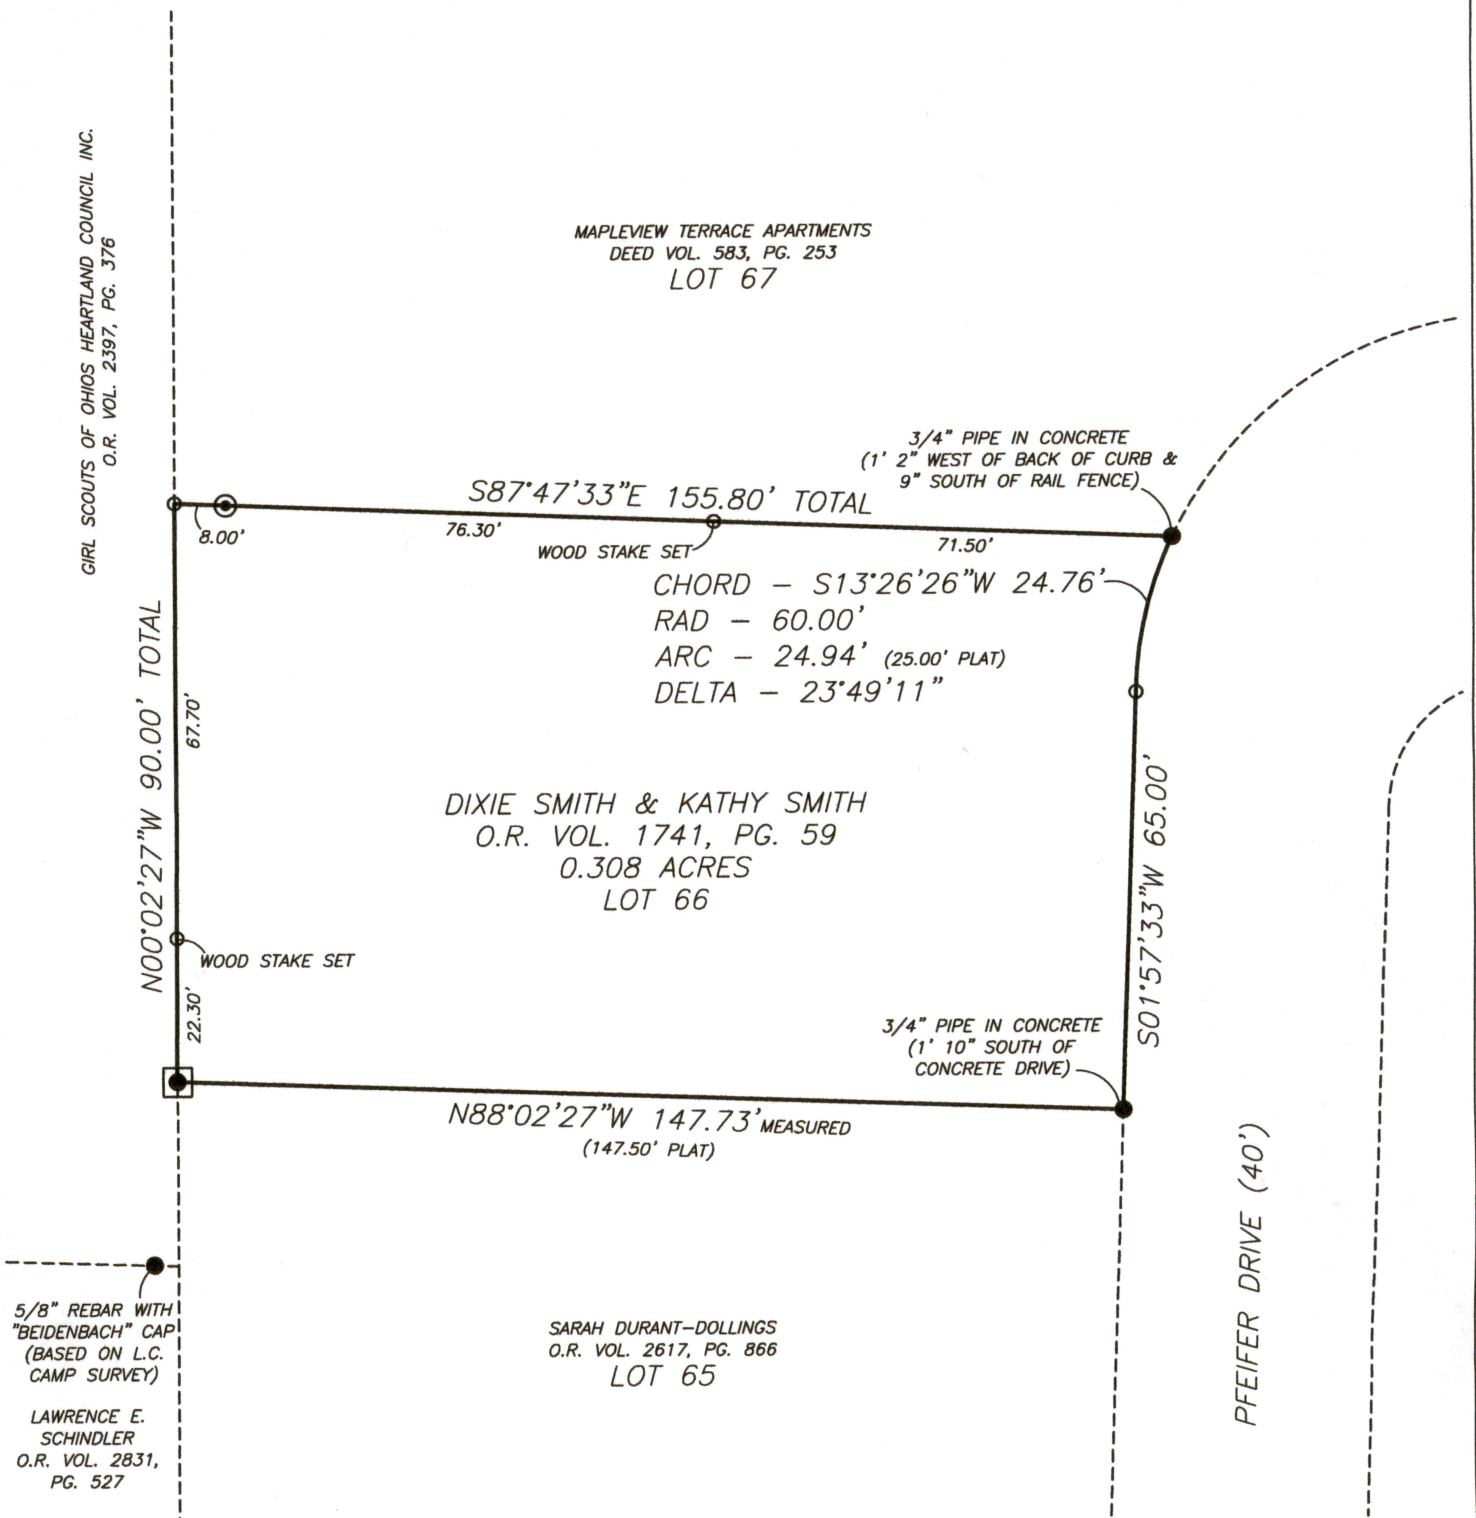 GIRL SCOUTS OF OHIOS HEARTLAND COUNCIL INC.
O.R. VOL. 2397, PG. 376
MAPLEVIEW TERRACE APARTMENTS
DEED VOL. 583, PG. 253
LOT 67
3/4" PIPE IN CONCRETE
(1' 2" WEST OF BACK OF CURB &
9" SOUTH OF RAIL FENCE)
S87°47'33"E 155.80' TOTAL
8.00'
76.30'
WOOD STAKE SET
71.50'
CHORD - S13°26'26"W 24.76'
RAD - 60.00'
ARC - 24.94' (25.00' PLAT)
DELTA - 23°49'11"
N00°02'27"W 90.00' TOTAL
67.70'
DIXIE SMITH & KATHY SMITH
O.R. VOL. 1741, PG. 59
0.308 ACRES
LOT 66
S01°57'33"W 65.00'
WOOD STAKE SET
22.30'
3/4" PIPE IN CONCRETE
(1' 10" SOUTH OF
CONCRETE DRIVE)
N88°02'27"W 147.73' MEASURED
(147.50' PLAT)
PFEIFER DRIVE (40')
5/8" REBAR WITH
"BEIDENBACH" CAP
(BASED ON L.C.
CAMP SURVEY)
LAWRENCE E.
SCHINDLER
O.R. VOL. 2831,
PG. 527
SARAH DURANT-DOLLINGS
O.R. VOL. 2617, PG. 866
LOT 65